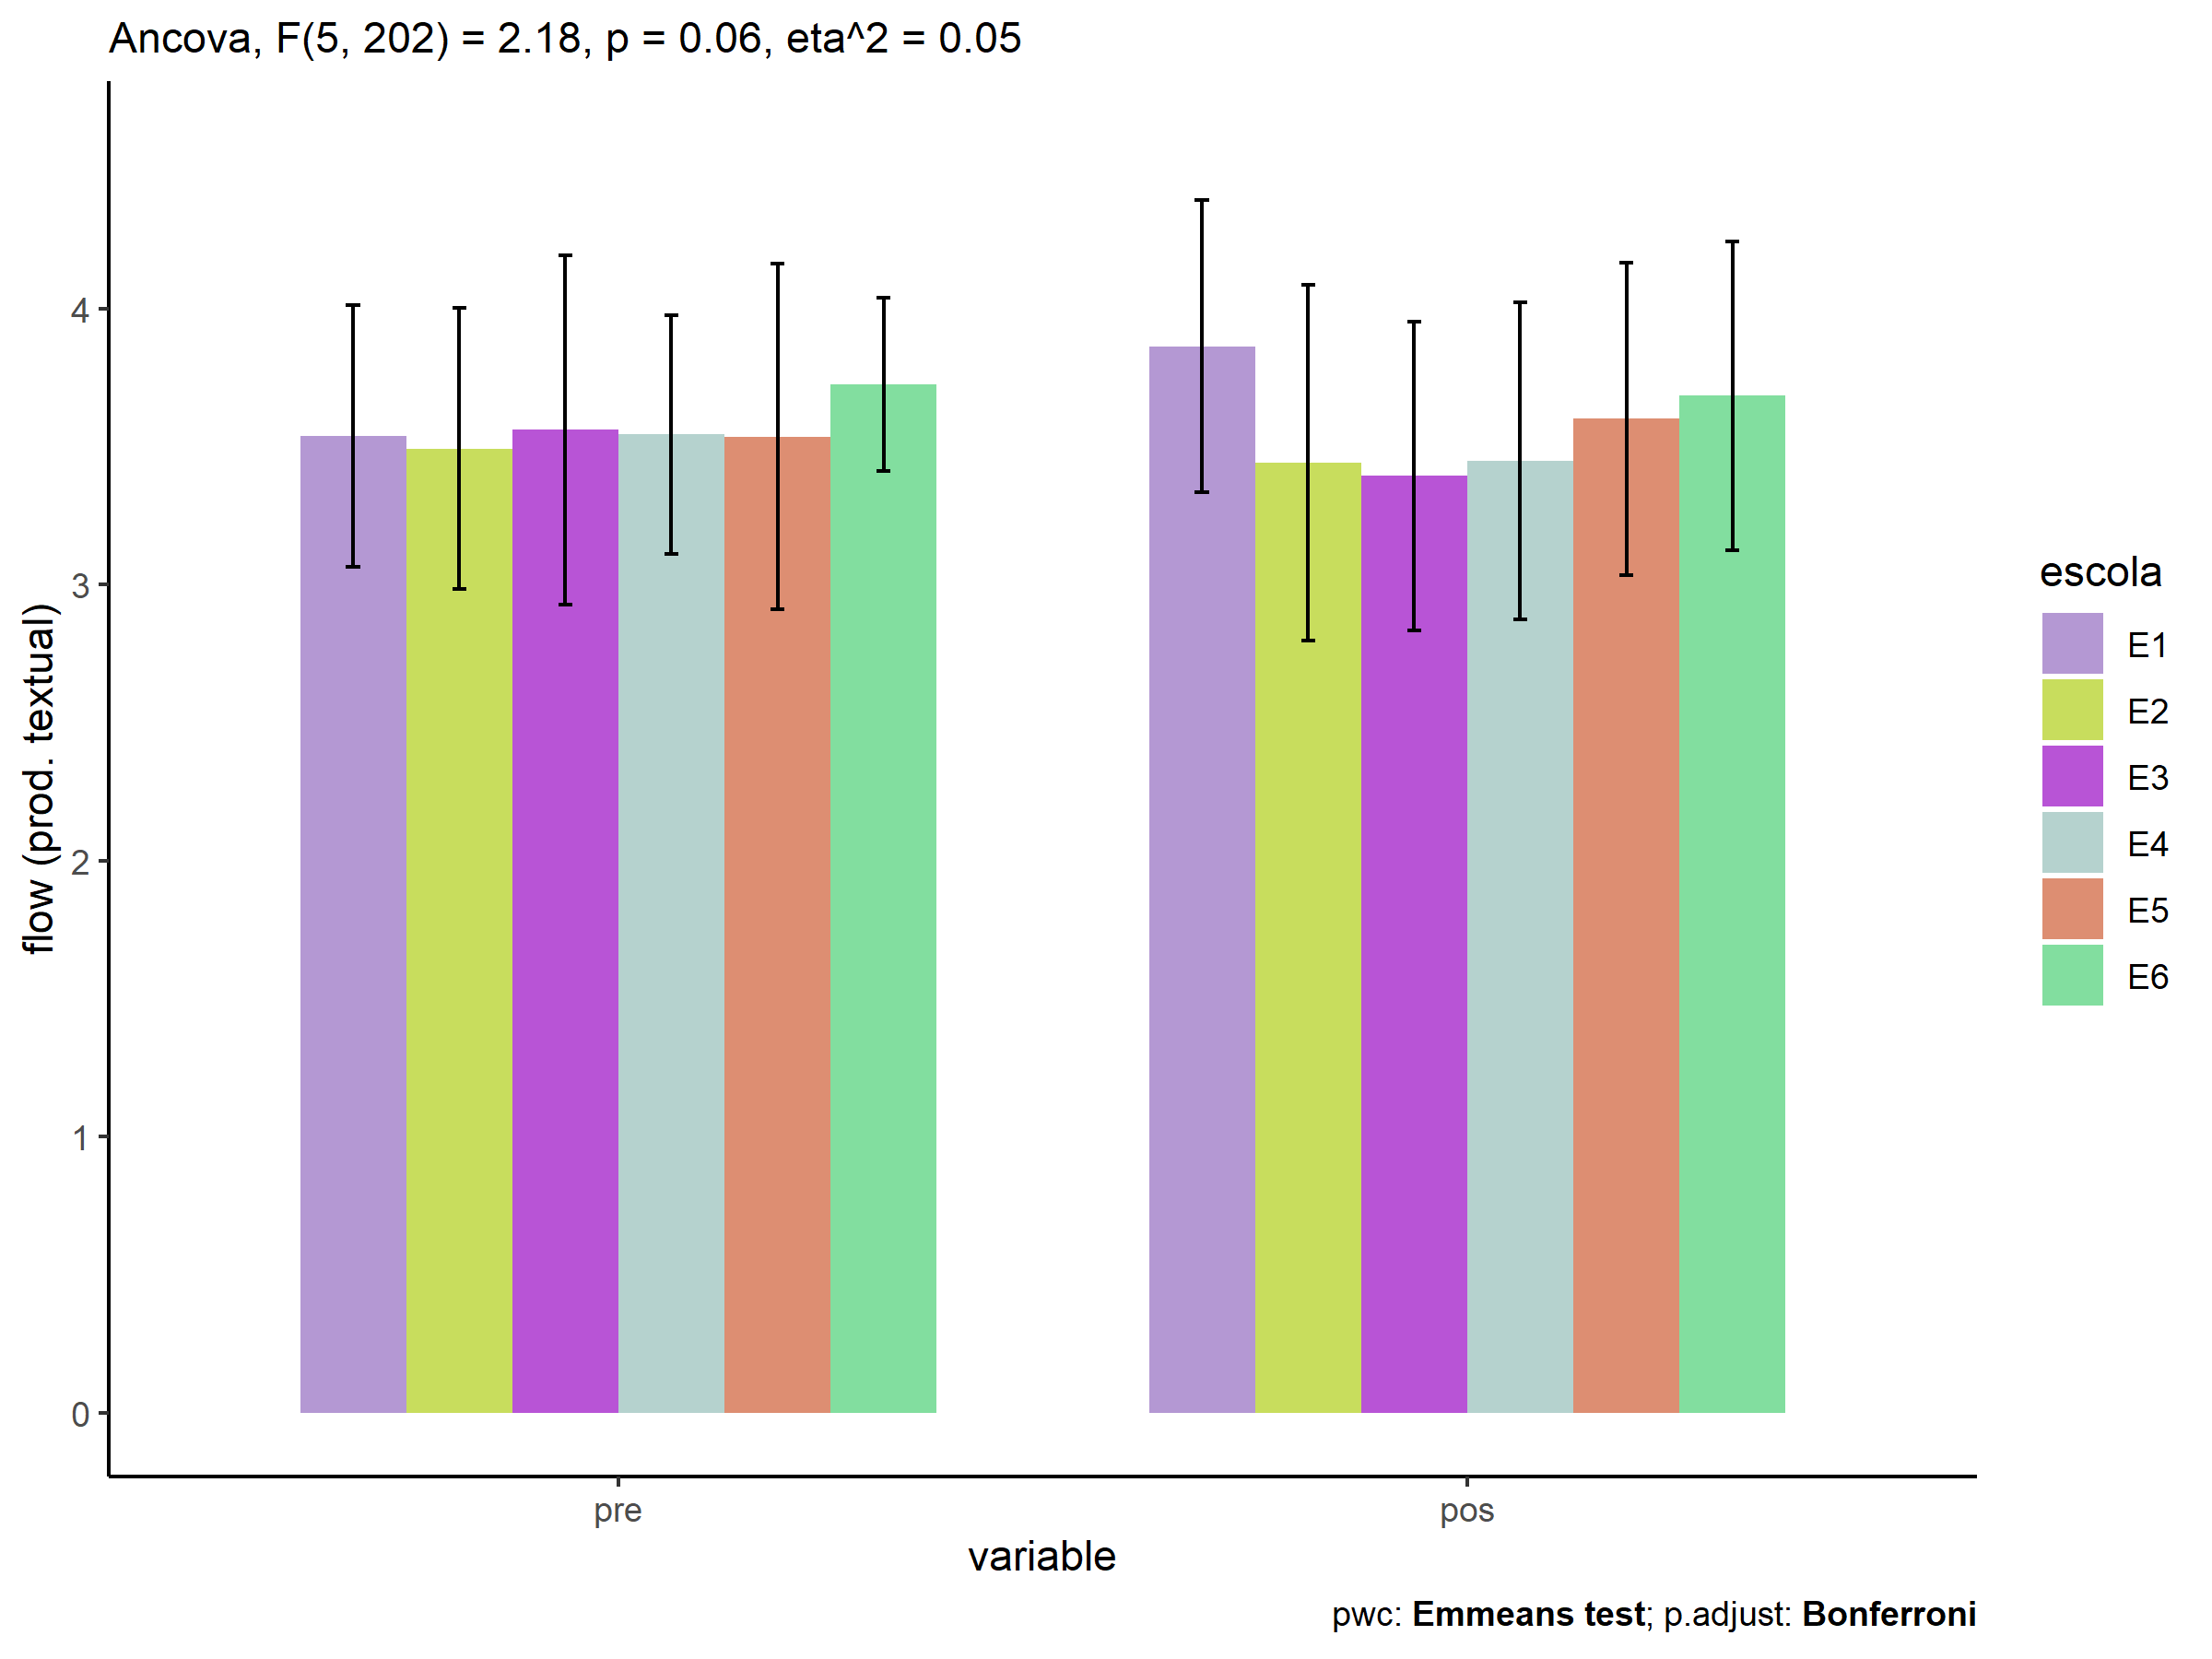 Ancova, F(5, 202) = 2.18, p = 0.06, eta^2 = 0.05
flow (prod. textual)
4
3
2
1
0
pre
pos
variable
escola
E1
E2
E3
E4
E5
E6
pwc: Emmeans test; p.adjust: Bonferroni